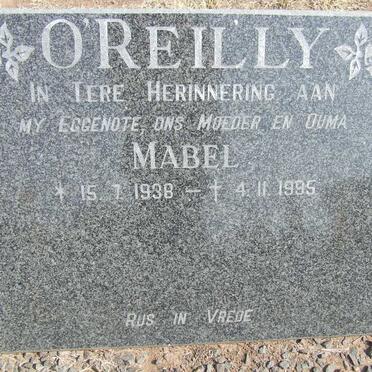 O'REILLY
IN TERE HERINNERING AAN
MY EGGENOTE, ONS MOEDER EN OUMA
MABEL
* 15.7.1938 — † 4.11.1995
RUS IN VREDE